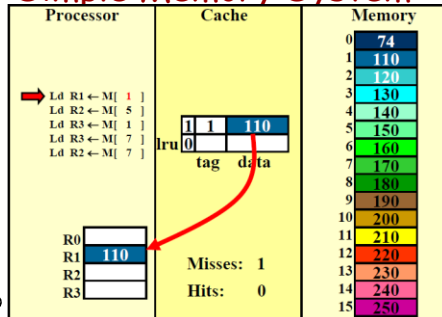 Simple Memory System
Processor
Cache
Memory
Ld R1 ← M[ 1 ]
Ld R2 ← M[ 5 ]
Ld R3 ← M[ 1 ]
Ld R3 ← M[ 7 ]
Ld R2 ← M[ 7 ]
1 1 110
lru 0
tag data
R0
R1 110
R2
R3
Misses: 1
Hits: 0
0 74
1 110
2 120
3 130
4 140
5 150
6 160
7 170
8 180
9 190
10 200
11 210
12 220
13 230
14 240
15 250